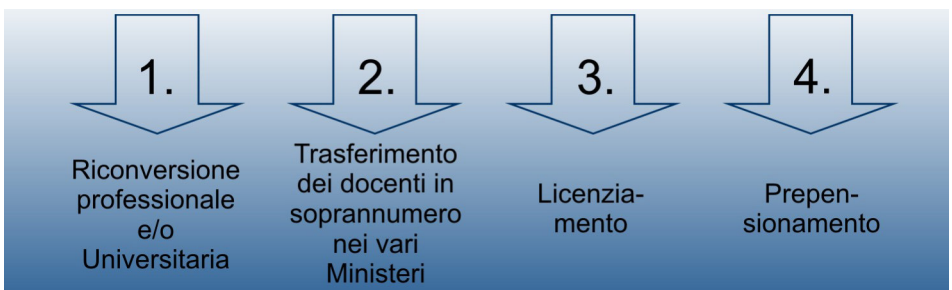 1.
Riconversione
professionale
e/o
Universitaria
2.
Trasferimento
dei docenti in
soprannumero
nei vari
Ministeri
3.
Licenzia-
mento
4.
Prepen-
sionamento